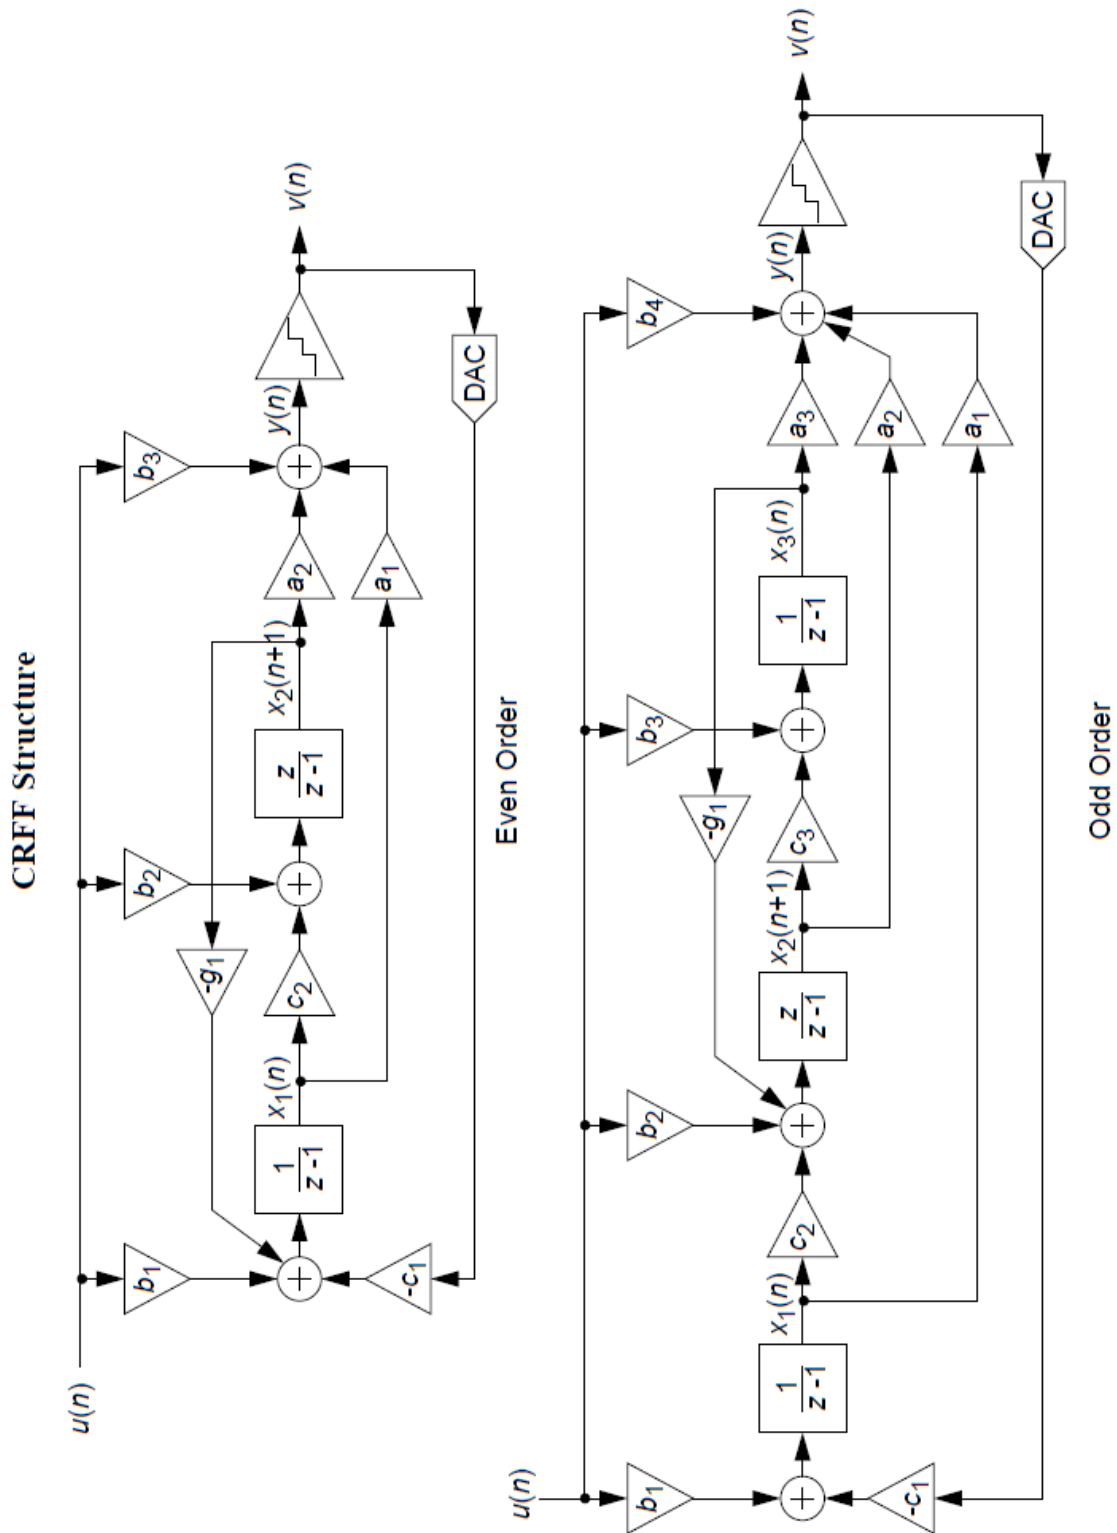 CRFF Structure
u(n)
b₁
b₂
b₃
-g₁
1
z -1
x₁(n)
c₂
z
z -1
x₂(n+1)
a₂
a₁
y(n)
v(n)
-c₁
DAC
Even Order
u(n)
b₁
b₂
b₃
b₄
-g₁
1
z -1
x₁(n)
c₂
z
z -1
x₂(n+1)
c₃
1
z -1
x₃(n)
a₃
a₂
a₁
y(n)
v(n)
-c₁
DAC
Odd Order